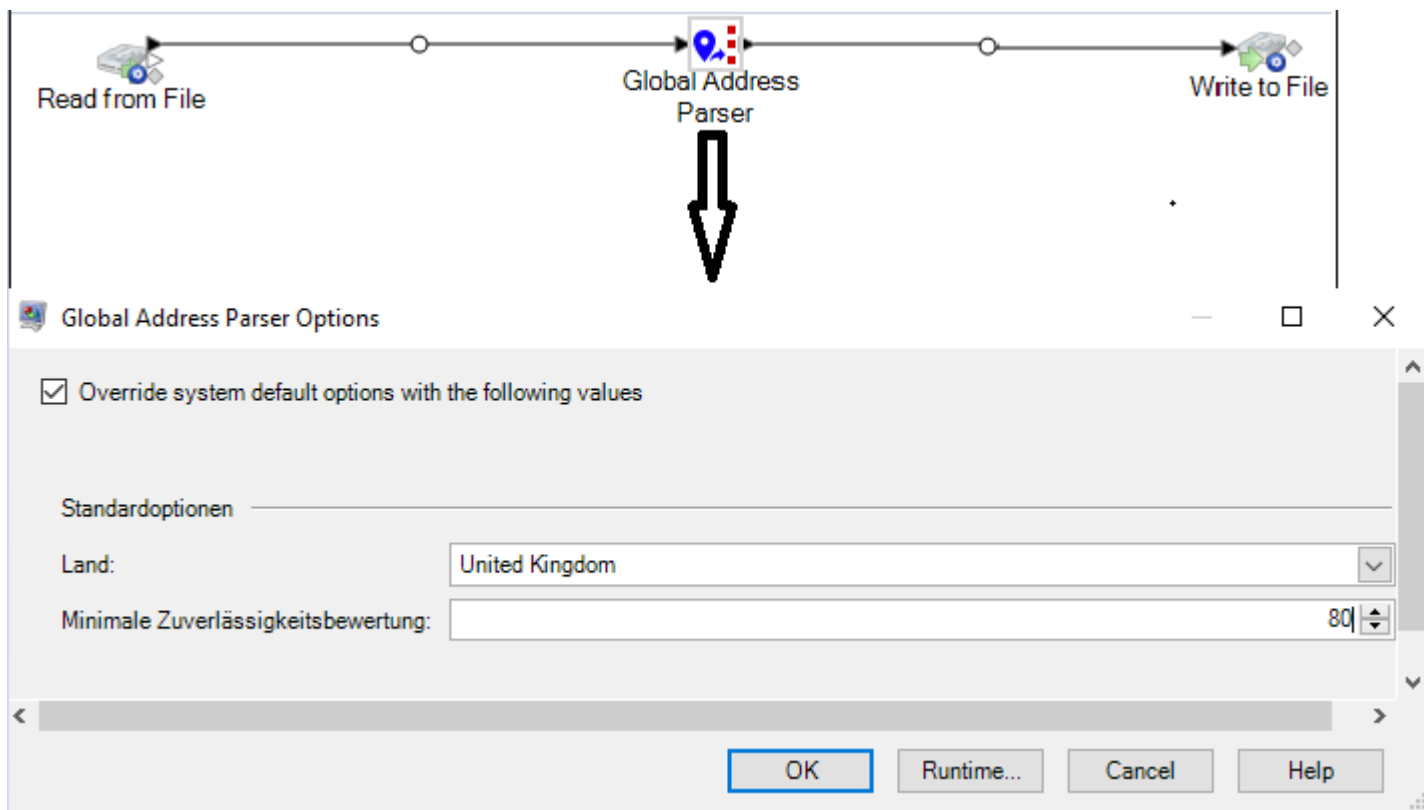 Read from File
Global Address
Parser
Write to File
Global Address Parser Options
Override system default options with the following values
Standardoptionen
Land:
United Kingdom
Minimale Zuverlässigkeitsbewertung:
80
OK
Runtime...
Cancel
Help